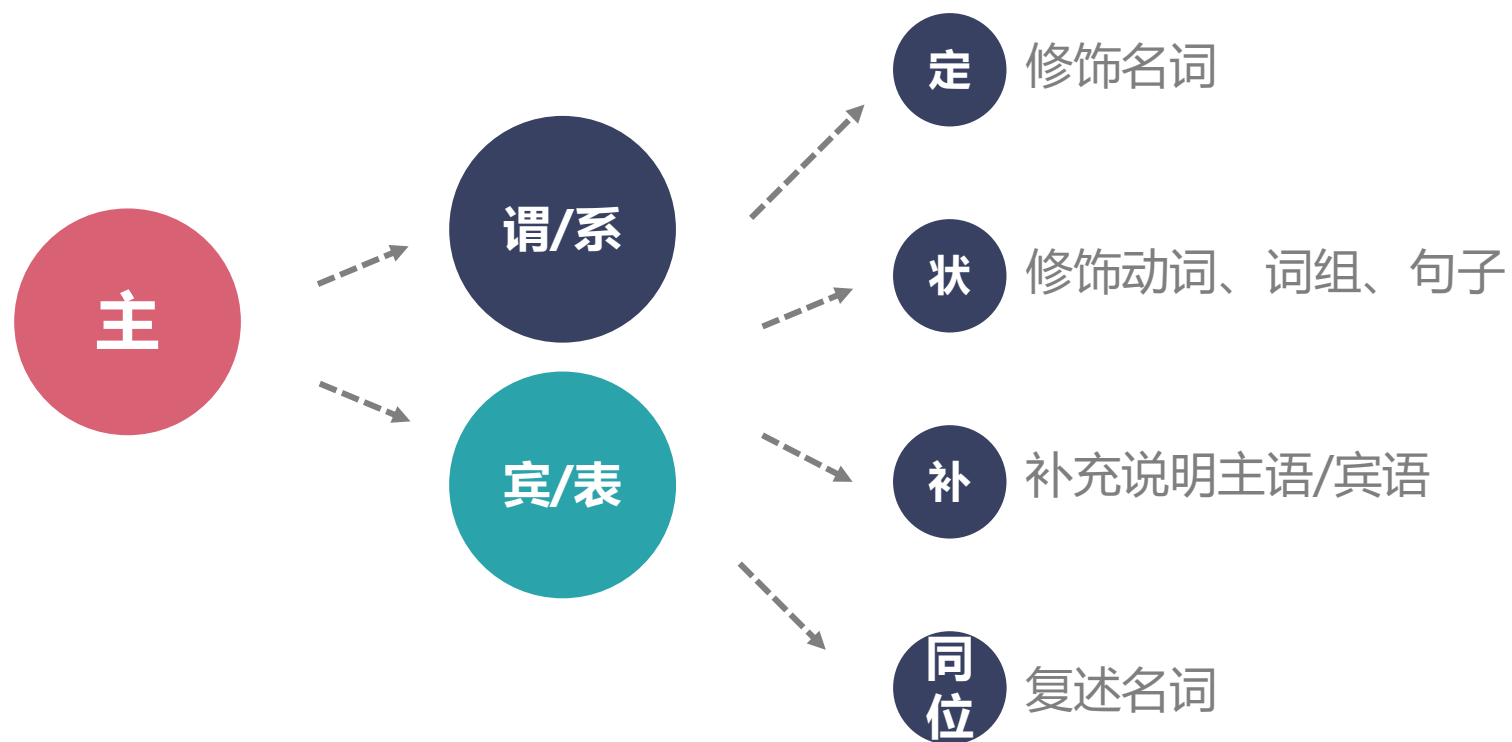 主
谓/系
宾/表
定 修饰名词
状 修饰动词、词组、句子
补 补充说明主语/宾语
同
位
复述名词